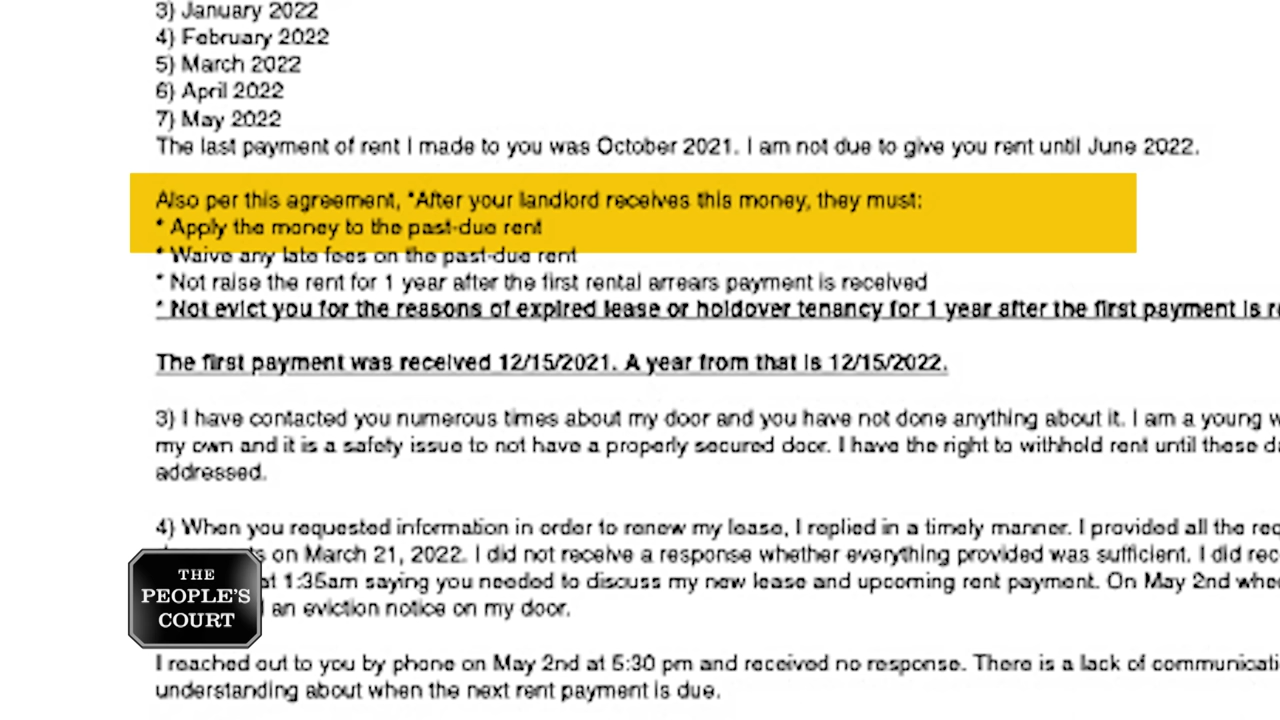 3) January 2022
4) February 2022
5) March 2022
6) April 2022
7) May 2022
The last payment of rent I made to you was October 2021. I am not due to give you rent until June 2022.
Also per this agreement, *After your landlord receives this money, they must:
* Apply the money to the past-due rent
* Waive any late fees on the past-due rent
* Not raise the rent for 1 year after the first rental arrears payment is received
* Not evict you for the reasons of expired lease or holdover tenancy for 1 year after the first payment is
The first payment was received 12/15/2021. A year from that is 12/15/2022.
3) I have contacted you numerous times about my door and you have not done anything about it. I am a young
my own and it is a safety issue to not have a properly secured door. I have the right to withhold rent until these
addressed.
4) When you requested information in order to renew my lease, I replied in a timely manner. I provided all the
on March 21, 2022. I did not receive a response whether everything provided was sufficient. I did
at 1:35am saying you needed to discuss my new lease and upcoming rent payment. On May 2nd
an eviction notice on my door.
THE
PEOPLE'S
COURT
I reached out to you by phone on May 2nd at 5:30 pm and received no response. There is a lack of
understanding about when the next rent payment is due.